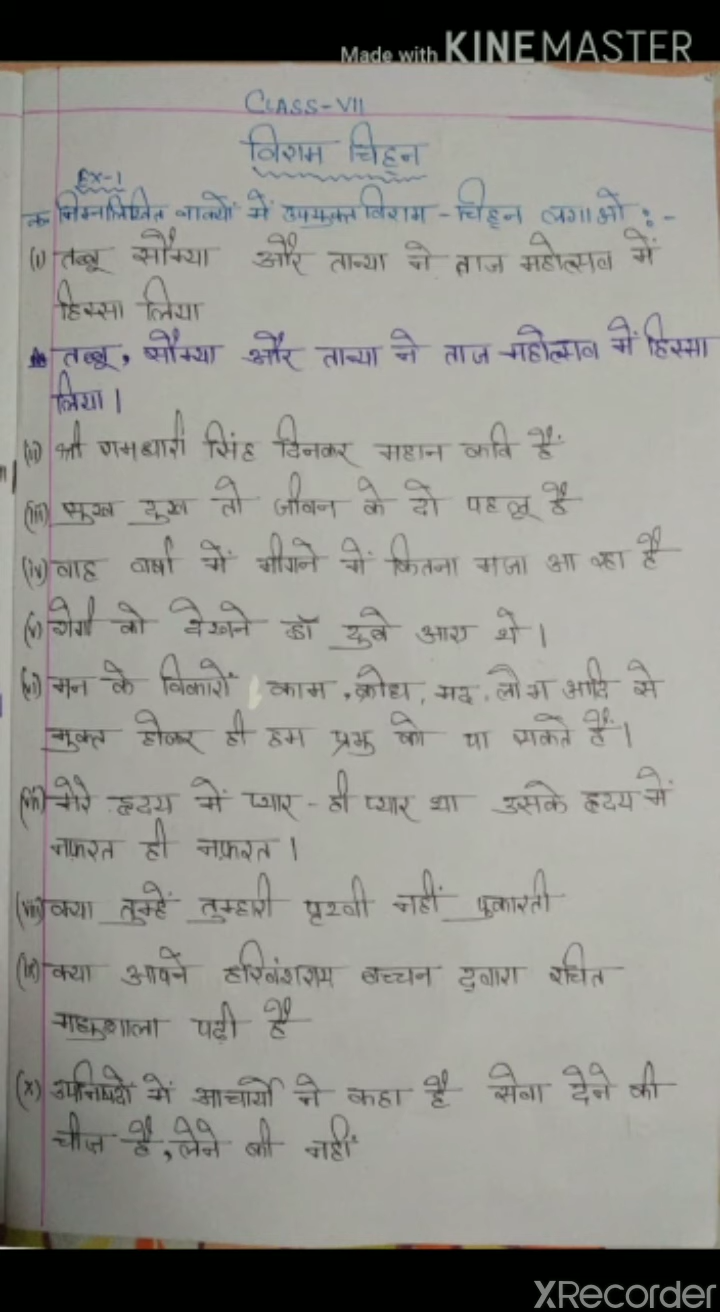 Made with KINEMASTER
CLASS-VII
विराम चिह्न
Ex-1
क निम्नलिखित वाक्यों में उपयुक्त विराम - चिह्न लगाओ :-
(i) तब्बू सौम्या और तान्या ने ताज महोत्सव में
हिस्सा लिया
तब्बू, सौम्या और तान्या ने ताज महोत्सव में हिस्सा
लिया।
(ii) श्री रामधारी सिंह दिनकर महान कवि हैं
(iii) सुख दुख तो जीवन के दो पहलू है
(iv) वाह वर्षा में भीगने में कितना मजा आ रहा है
(v) रोगी को देखने डॉ दुबे आए थे।
(vi) मन के विकारों काम, क्रोध, मद, लोभ आदि से
मुक्त होकर ही हम प्रभु को पा सकते हैं।
(vii) मेरे हृदय में प्यार - ही प्यार था उसके हृदय में
नफ़रत ही नफ़रत।
(viii) क्या तुम्हें तुम्हारी पृथ्वी नहीं पुकारती
(ix) क्या आपने हरिवंशराय बच्चन द्वारा रचित
मधुशाला पढ़ी है
(x) उपनिषदों में आचार्यों ने कहा है सेवा देने की
चीज है, लेने की नहीं
XRecorder